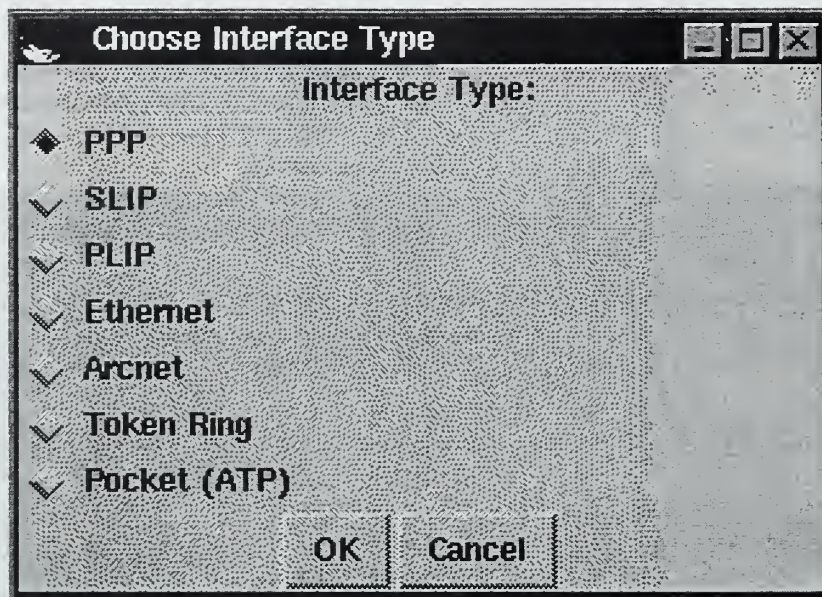 Choose Interface Type
Interface Type:
PPP
SLIP
PLIP
Ethernet
Arcnet
Token Ring
Pocket (ATP)
OK Cancel